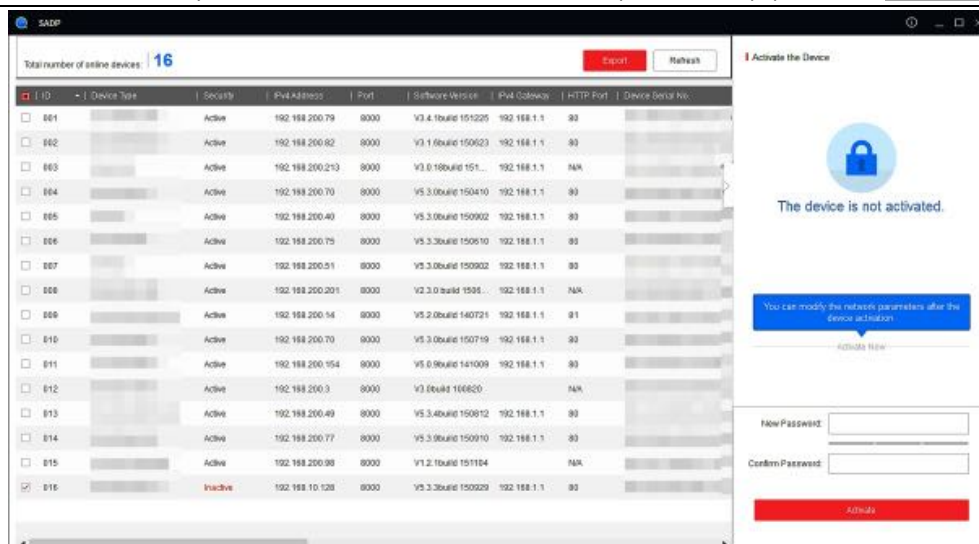 SADP
Total number of online devices: 16
Export
Refresh
ID | Device Type | Security | IPv4 Address | Port | Software Version | IPv4 Gateway | HTTP Port | Device Serial No.
001 Active 192.168.200.79 8000 V3.4.1build 151225 192.168.1.1 80
002 Active 192.168.200.82 8000 V3.1.6build 150623 192.168.1.1 80
003 Active 192.168.200.213 8000 V3.0.18build 151... 192.168.1.1 N/A
004 Active 192.168.200.70 8000 V5.3.0build 150410 192.168.1.1 80
005 Active 192.168.200.40 8000 V5.3.0build 150902 192.168.1.1 80
006 Active 192.168.200.75 8000 V5.3.3build 150610 192.168.1.1 80
007 Active 192.168.200.51 8000 V5.3.0build 150902 192.168.1.1 80
008 Active 192.168.200.201 8000 V2.3.0 build 1506... 192.168.1.1 N/A
009 Active 192.168.200.14 8000 V5.2.0build 140721 192.168.1.1 81
010 Active 192.168.200.70 8000 V5.3.0build 150719 192.168.1.1 80
011 Active 192.168.200.154 8000 V5.0.9build 141009 192.168.1.1 80
012 Active 192.168.200.3 8000 V3.0build 100820 N/A
013 Active 192.168.200.49 8000 V5.3.4build 150812 192.168.1.1 80
014 Active 192.168.200.77 8000 V5.3.9build 150910 192.168.1.1 80
015 Active 192.168.200.98 8000 V1.2.1build 151104 N/A
016 Inactive 192.168.10.128 8000 V5.3.3build 150929 192.168.1.1 80
Activate the Device
The device is not activated.
You can modify the network parameters after the
device activation
Activate Now
New Password:
Confirm Password:
Activate